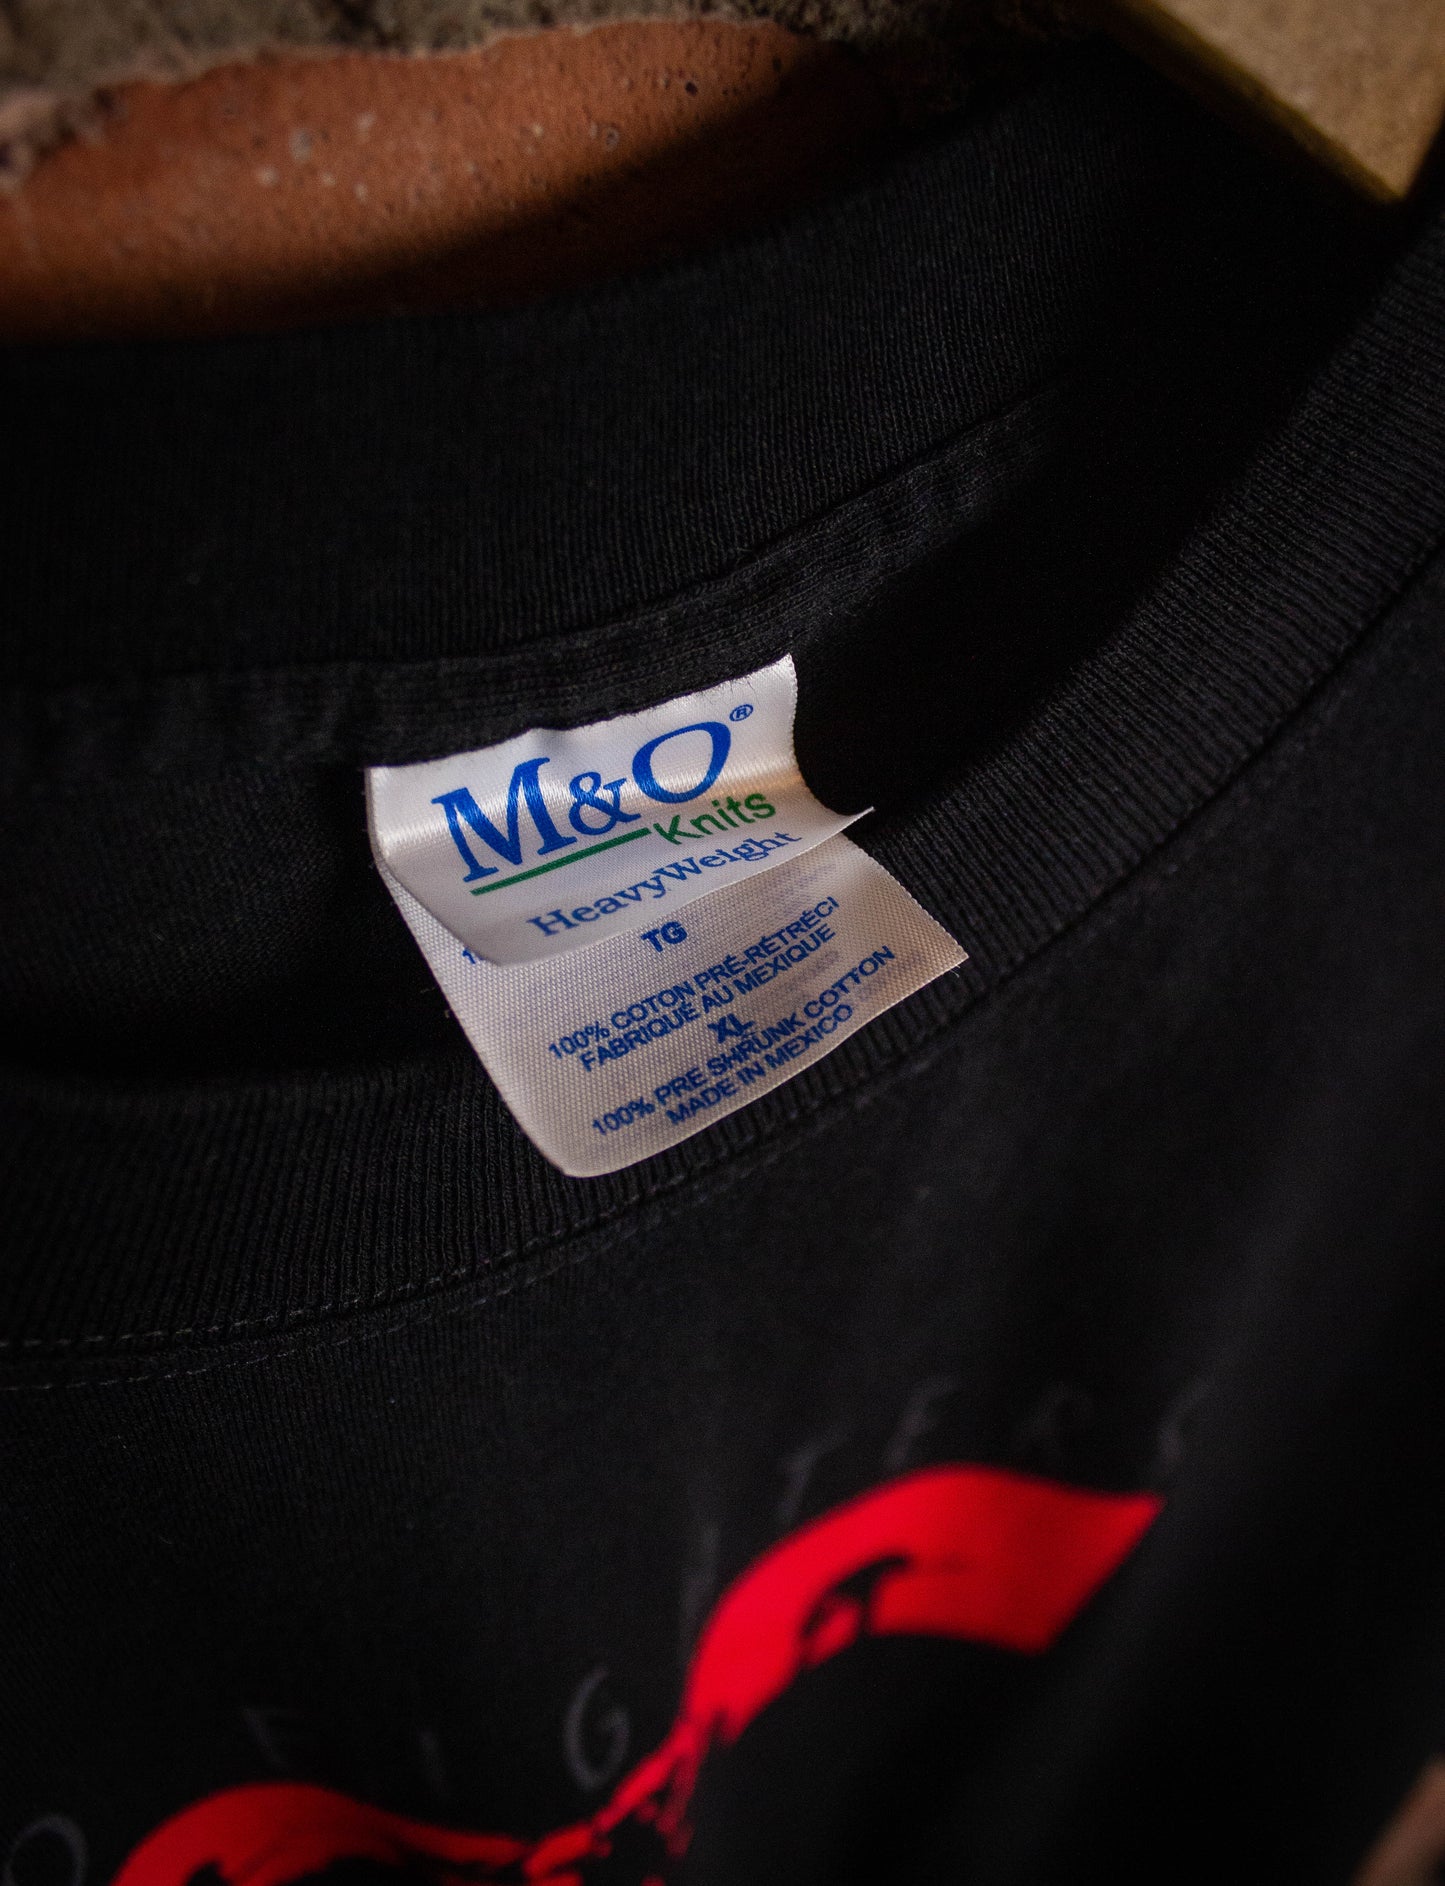 M&O®
Knits
HeavyWeight
TG
100% COTON PRÉ-RÉTRÉCI
FABRIQUÉ AU MEXIQUE
XL
100% PRE SHRUNK COTTON
MADE IN MEXICO